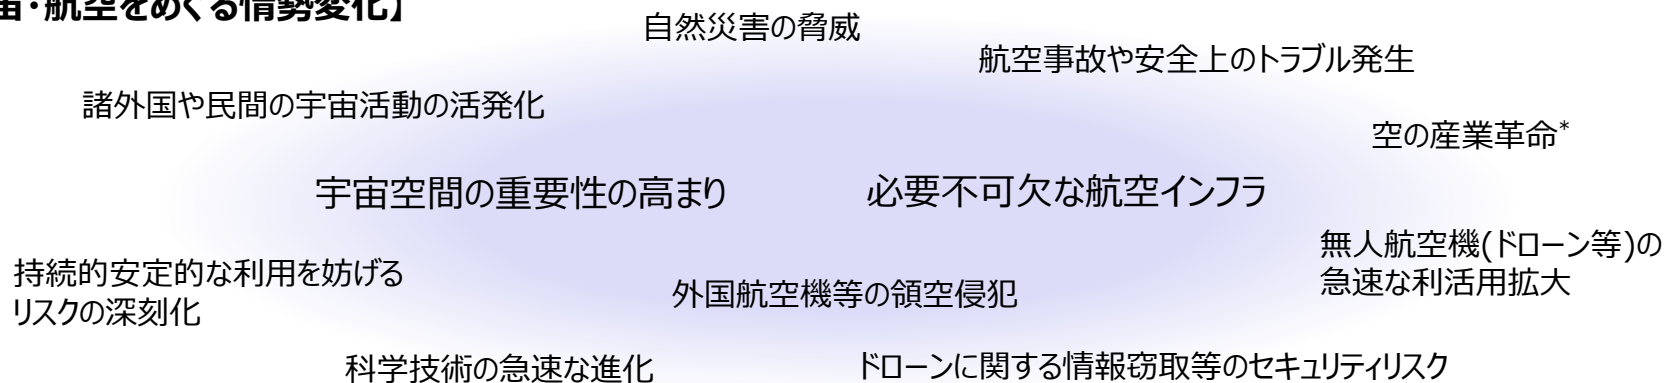 宙・航空をめぐる情勢変化】
自然災害の脅威
航空事故や安全上のトラブル発生
諸外国や民間の宇宙活動の活発化
空の産業革命*
宇宙空間の重要性の高まり
必要不可欠な航空インフラ
無人航空機(ドローン等)の
急速な利活用拡大
持続的安定的な利用を妨げる
リスクの深刻化
外国航空機等の領空侵犯
科学技術の急速な進化
ドローンに関する情報窃取等のセキュリティリスク